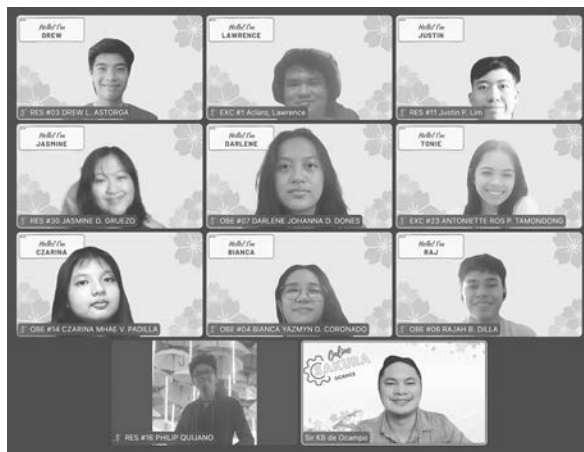 Hello! I'm
DREW
RES #03 DREW L. ASTORGA
Hello! I'm
LAWRENCE
EXC #1 Aclaro, Lawrence
Hello! I'm
JUSTIN
RES #11 Justin P. Lim
Hello! I'm
JASMINE
RES #30 JASMINE D. GRUEZO
Hello! I'm
DARLENE
OBE #07 DARLENE JOHANNA D. DONES
Hello! I'm
TONIE
EXC #23 ANTONIETTE ROS P. TAMONDONG
Hello! I'm
CZARINA
OBE #14 CZARINA MHAE V. PADILLA
Hello! I'm
BIANCA
OBE #04 BIANCA YAZMYN D. CORONADO
Hello! I'm
RAJ
OBE #06 RAJAH B. DILLA
RES #16 PHILIP QUIJANO
Online
SAKURA
SCIENCE
Sir KB de Ocampo